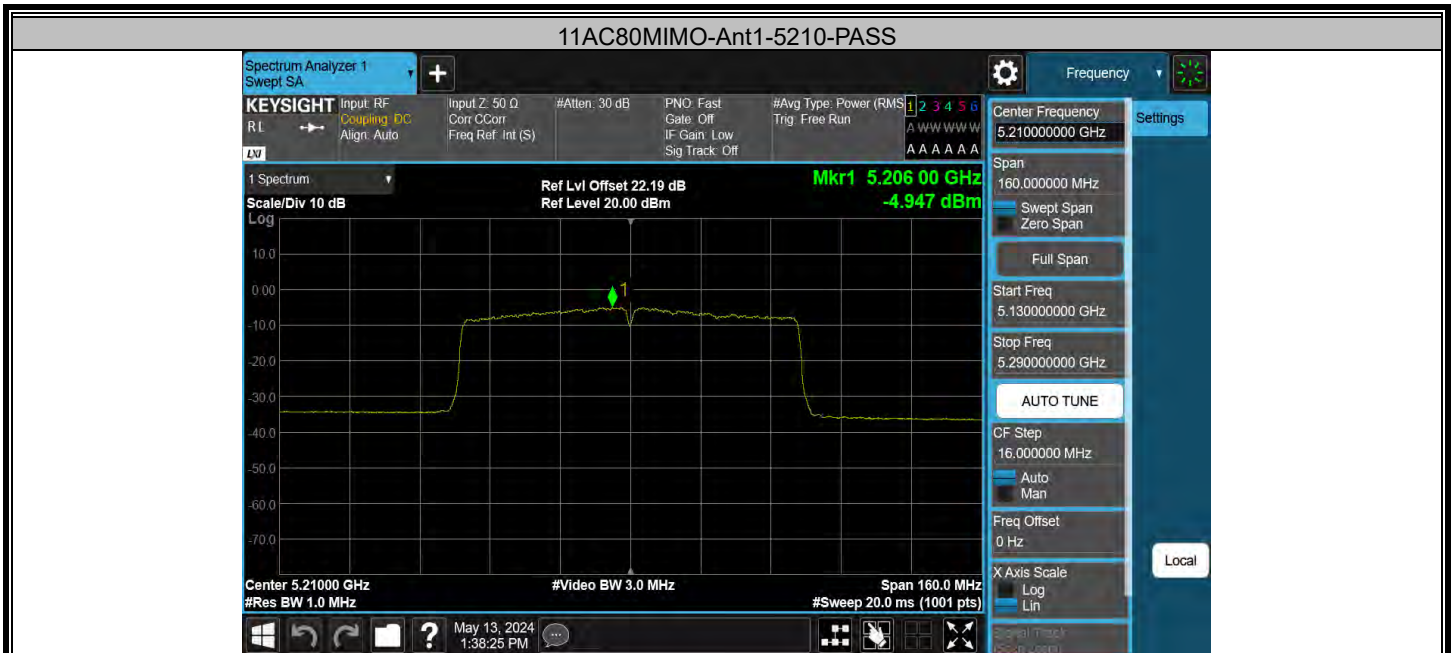 11AC80MIMO-Ant1-5210-PASS
Spectrum Analyzer 1
Swept SA
+
Frequency
KEYSIGHT
RL
LXI
Input: RF
Coupling: DC
Align: Auto
Input Z: 50 Ω
Corr CCorr
Freq Ref: Int (S)
#Atten: 30 dB
PNO: Fast
Gate: Off
IF Gain: Low
Sig Track: Off
#Avg Type: Power (RMS
Trig: Free Run
1 2 3 4 5 6
A W W W W W
A A A A A A
Center Frequency
5.210000000 GHz
Settings
Span
160.000000 MHz
Swept Span
Zero Span
Full Span
Start Freq
5.130000000 GHz
Stop Freq
5.290000000 GHz
AUTO TUNE
CF Step
16.000000 MHz
Auto
Man
Freq Offset
0 Hz
X Axis Scale
Log
Lin
Local
1 Spectrum
Scale/Div 10 dB
Log
Ref Lvl Offset 22.19 dB
Ref Level 20.00 dBm
Mkr1 5.206 00 GHz
-4.947 dBm
10.0
0.00
1
-10.0
-20.0
-30.0
-40.0
-50.0
-60.0
-70.0
Center 5.21000 GHz
#Video BW 3.0 MHz
Span 160.0 MHz
#Res BW 1.0 MHz
#Sweep 20.0 ms (1001 pts)
?
May 13, 2024
1:38:25 PM